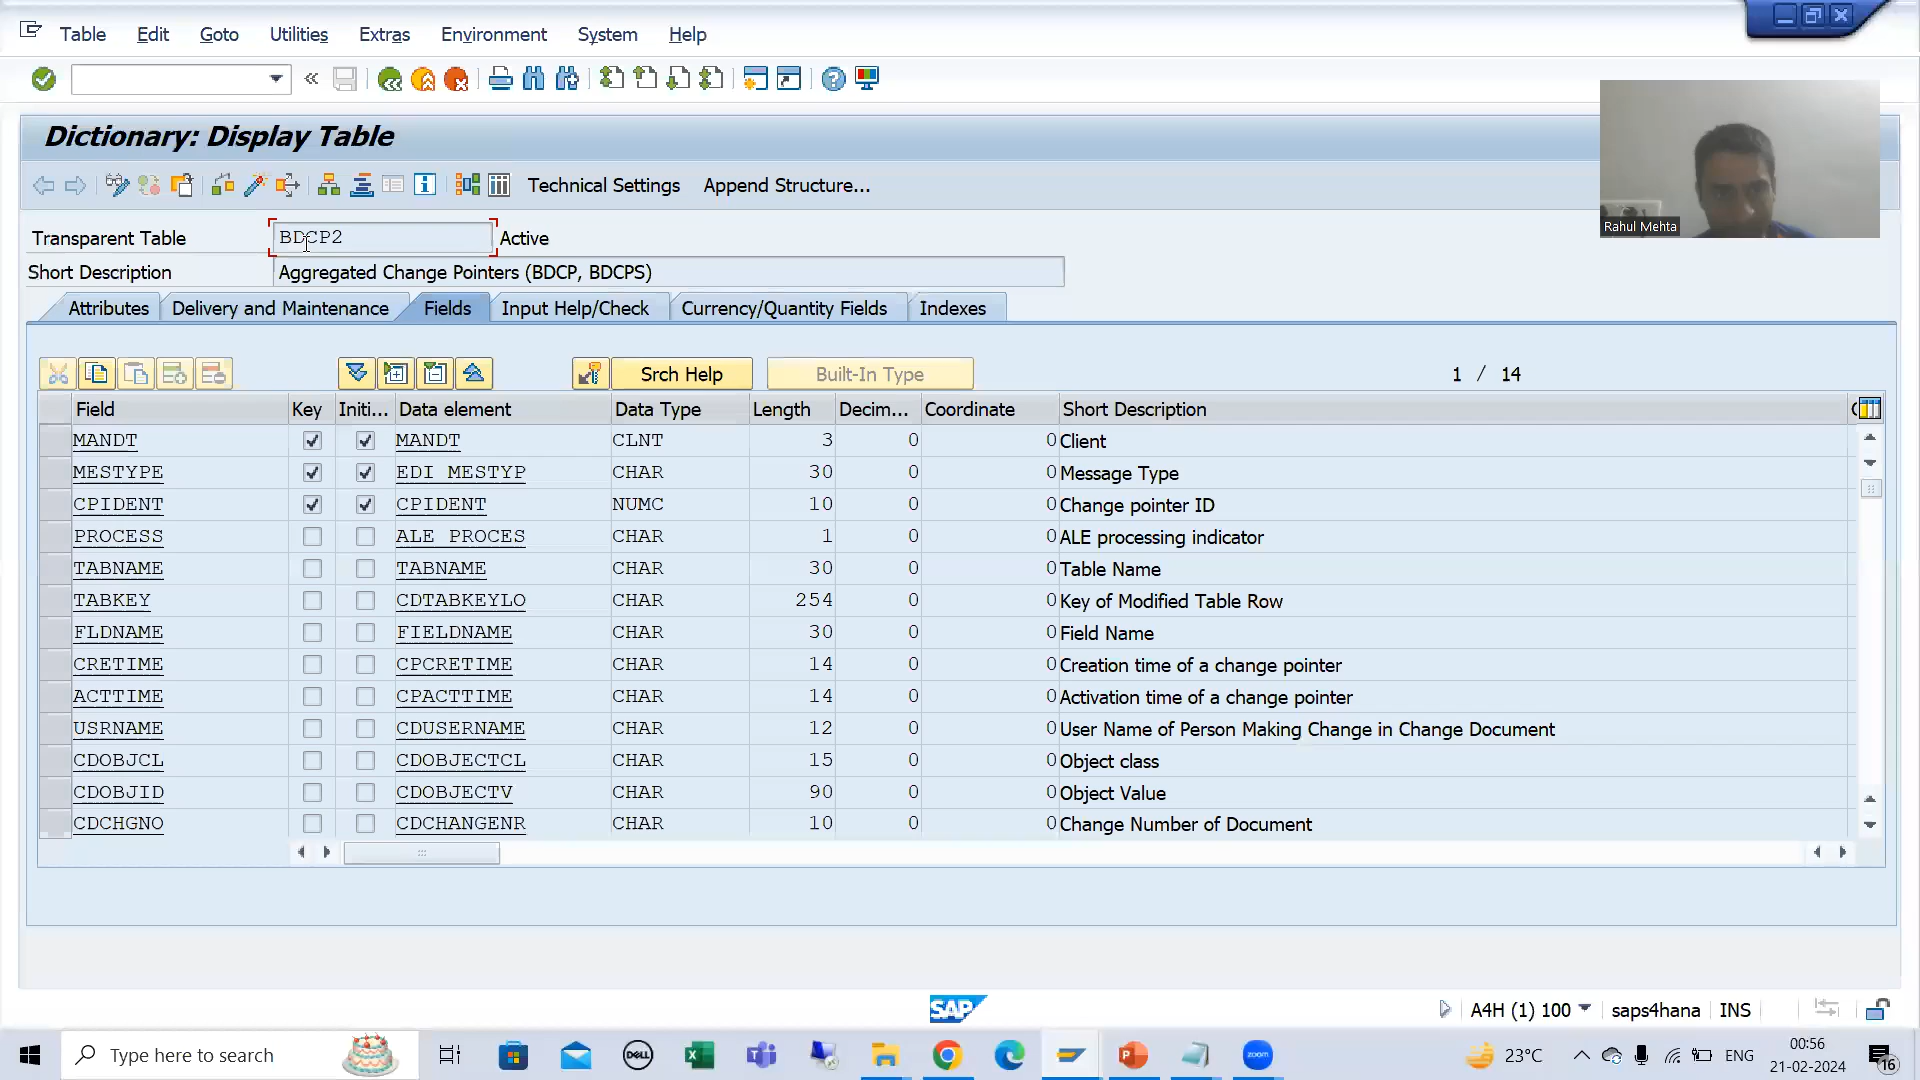 Table Edit Goto Utilities Extras Environment System Help
Dictionary: Display Table
Technical Settings Append Structure...
Rahul Mehta
Transparent Table BDCP2 Active
Short Description Aggregated Change Pointers (BDCP, BDCPS)
Attributes Delivery and Maintenance Fields Input Help/Check Currency/Quantity Fields Indexes
Srch Help Built-In Type 1 / 14
Field Key Initi... Data element Data Type Length Decim... Coordinate Short Description
MANDT MANDT CLNT 3 0 0 Client
MESTYPE EDI_MESTYP CHAR 30 0 0 Message Type
CPIDENT CPIDENT NUMC 10 0 0 Change pointer ID
PROCESS ALE_PROCES CHAR 1 0 0 ALE processing indicator
TABNAME TABNAME CHAR 30 0 0 Table Name
TABKEY CDTABKEYLO CHAR 254 0 0 Key of Modified Table Row
FLDNAME FIELDNAME CHAR 30 0 0 Field Name
CRETIME CPCRETIME CHAR 14 0 0 Creation time of a change pointer
ACTTIME CPACTTIME CHAR 14 0 0 Activation time of a change pointer
USRNAME CDUSERNAME CHAR 12 0 0 User Name of Person Making Change in Change Document
CDOBJCL CDOBJECTCL CHAR 15 0 0 Object class
CDOBJID CDOBJECTV CHAR 90 0 0 Object Value
CDCHGNO CDCHANGENR CHAR 10 0 0 Change Number of Document
SAP A4H (1) 100 saps4hana INS
Type here to search DELL zoom 23°C ENG 00:56
21-02-2024 16